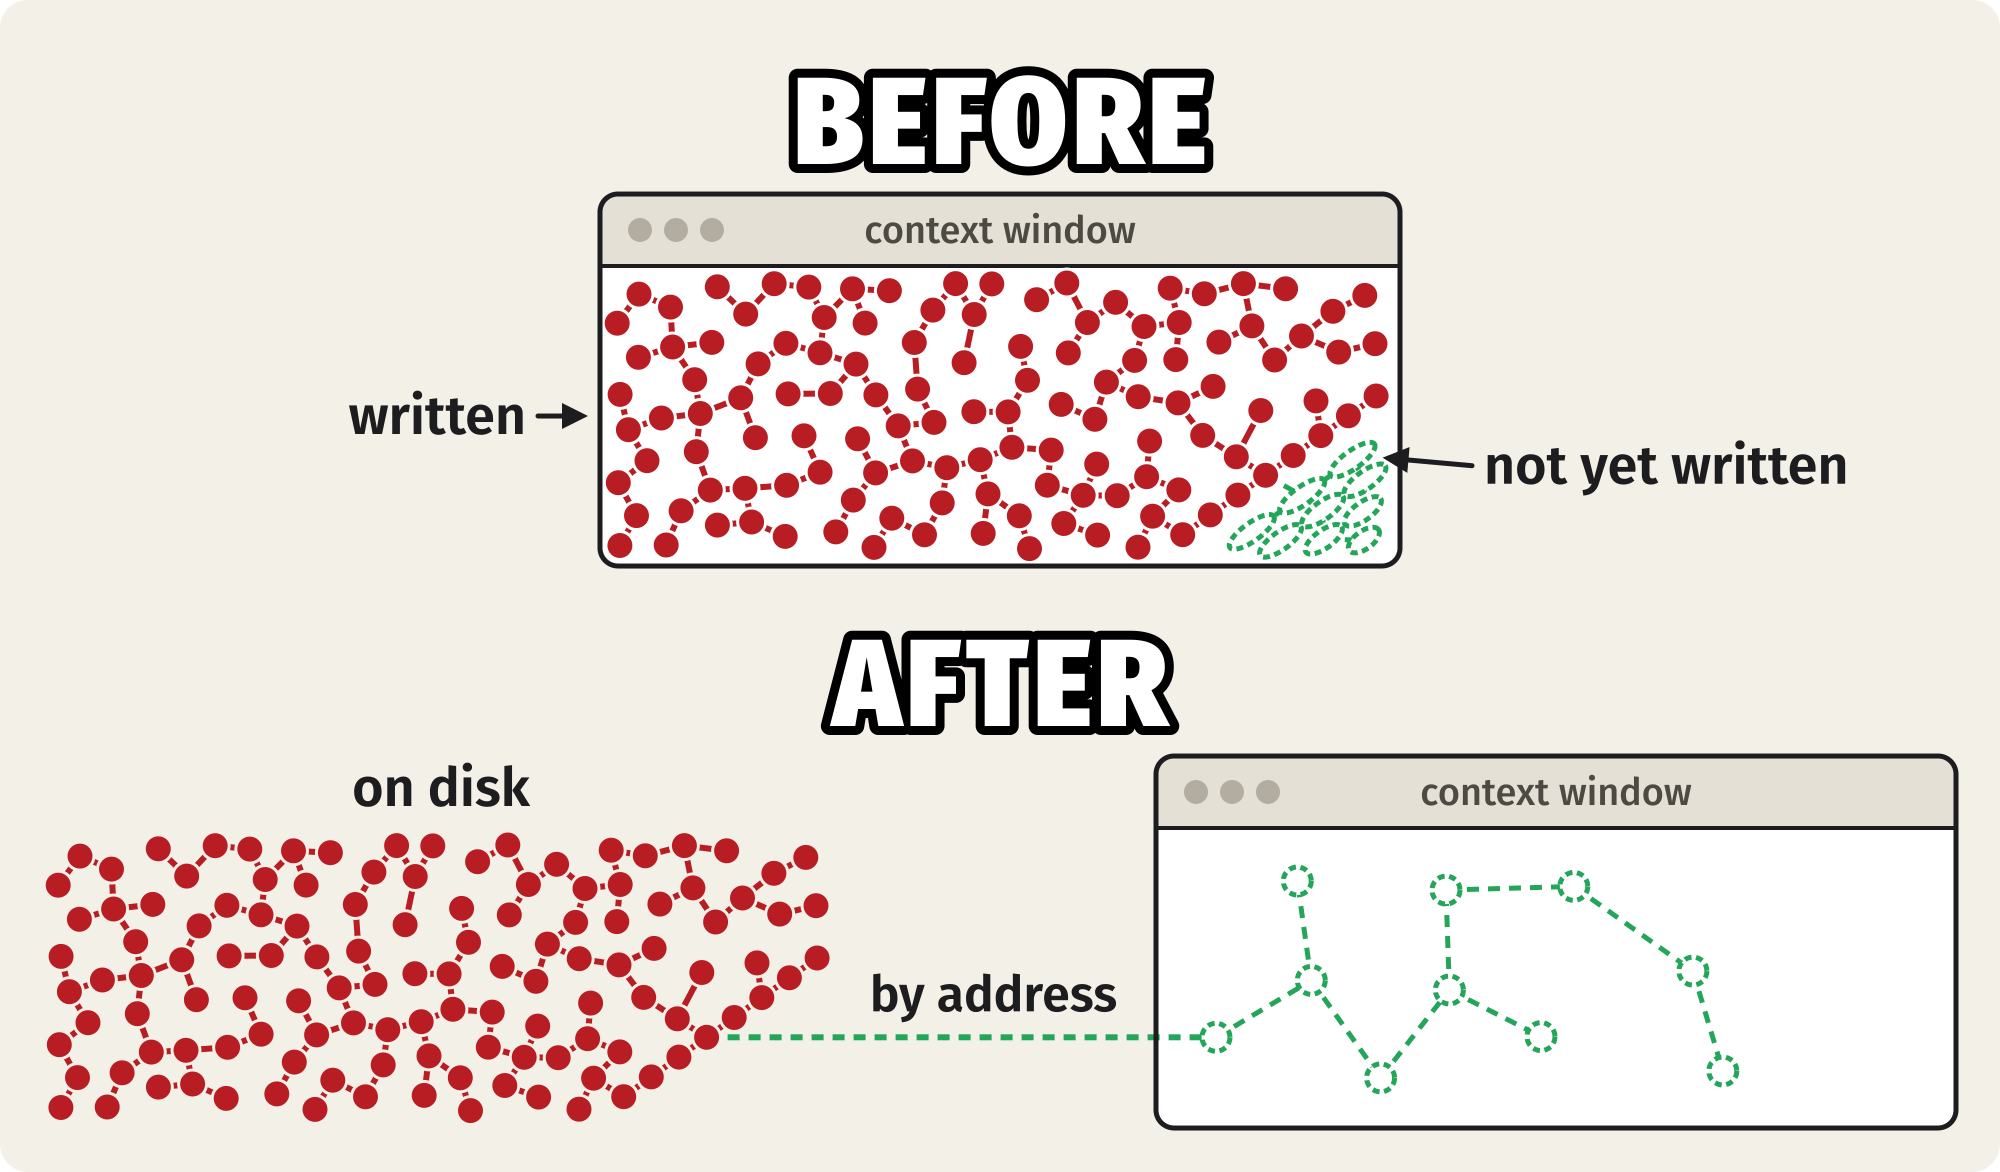 BEFORE
context window
written
not yet written
AFTER
on disk
context window
by address